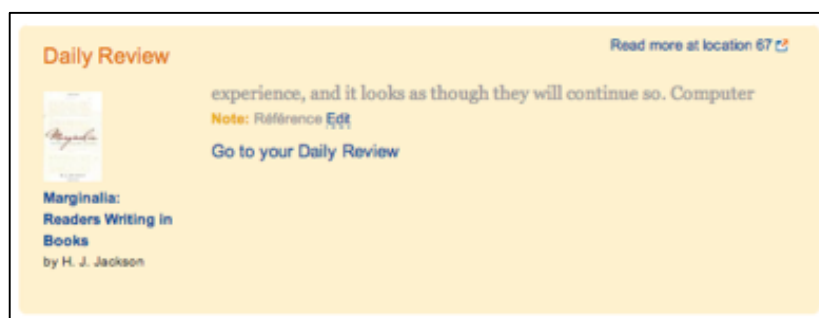 Daily Review
Read more at location 67
experience, and it looks as though they will continue so. Computer
Note: Référence Edit
Go to your Daily Review
Marginalia
Marginalia:
Readers Writing in
Books
by H. J. Jackson